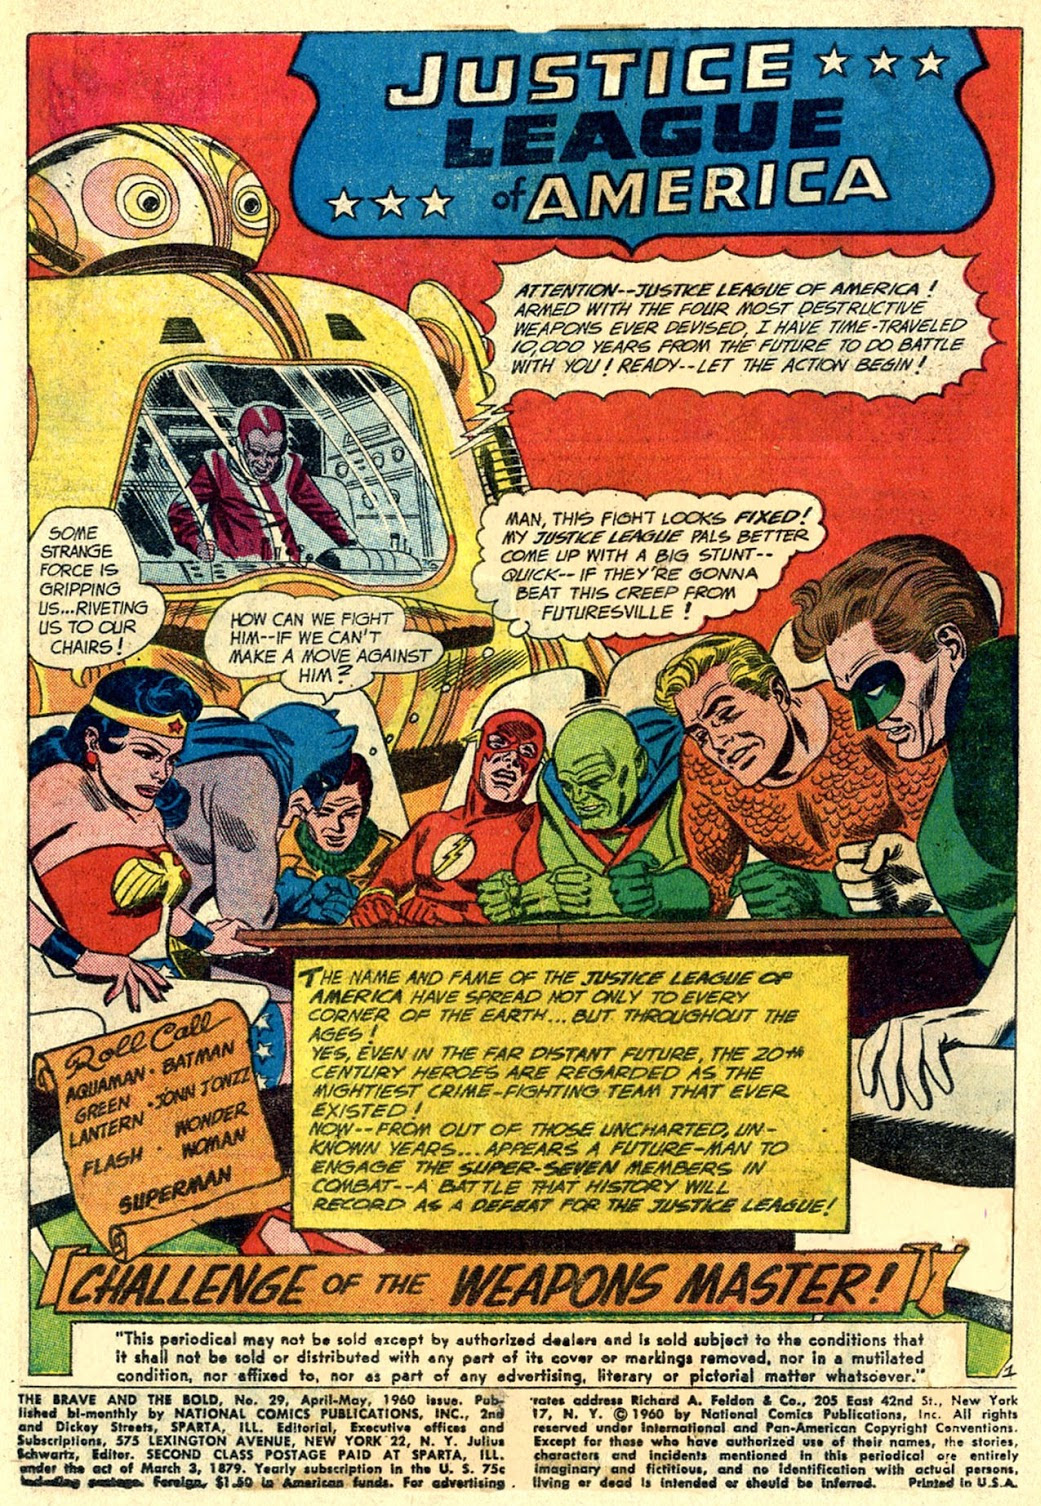 JUSTICE
LEAGUE
of AMERICA
ATTENTION--JUSTICE LEAGUE OF AMERICA!
ARMED WITH THE FOUR MOST DESTRUCTIVE
WEAPONS EVER DEVISED, I HAVE TIME-TRAVELED
10,000 YEARS FROM THE FUTURE TO DO BATTLE
WITH YOU! READY--LET THE ACTION BEGIN!
SOME
STRANGE
FORCE IS
GRIPPING
US...RIVETING
US TO OUR
CHAIRS!
HOW CAN WE FIGHT
HIM--IF WE CAN'T
MAKE A MOVE AGAINST
HIM?
MAN, THIS FIGHT LOOKS FIXED!
MY JUSTICE LEAGUE PALS BETTER
COME UP WITH A BIG STUNT--
QUICK--IF THEY'RE GONNA
BEAT THIS CREEP FROM
FUTURESVILLE!
THE NAME AND FAME OF THE JUSTICE LEAGUE OF
AMERICA HAVE SPREAD NOT ONLY TO EVERY
CORNER OF THE EARTH... BUT THROUGHOUT THE
AGES!
YES, EVEN IN THE FAR DISTANT FUTURE, THE 20TH
CENTURY HEROES ARE REGARDED AS THE
MIGHTIEST CRIME-FIGHTING TEAM THAT EVER
EXISTED!
NOW--FROM OUT OF THOSE UNCHARTED, UN-
KNOWN YEARS... APPEARS A FUTURE-MAN TO
ENGAGE THE SUPER-SEVEN MEMBERS IN
COMBAT--A BATTLE THAT HISTORY WILL
RECORD AS A DEFEAT FOR THE JUSTICE LEAGUE!
Roll Call
AQUAMAN • BATMAN
GREEN
LANTERN • JONN JONZZ
FLASH • WONDER
WOMAN
SUPERMAN
CHALLENGE OF THE WEAPONS MASTER!
"This periodical may not be sold except by authorized dealers and is sold subject to the conditions that
it shall not be sold or distributed with any part of its cover or markings removed, nor in a mutilated
condition, nor affixed to, nor as part of any advertising, literary or pictorial matter whatsoever."
1
THE BRAVE AND THE BOLD, No. 29, April-May, 1960 issue. Pub-
lished bi-monthly by NATIONAL COMICS PUBLICATIONS, INC., 2nd
and Dickey Streets, SPARTA, ILL. Editorial, Executive offices and
Subscriptions, 575 LEXINGTON AVENUE, NEW YORK 22, N. Y. Julius
Schwartz, Editor. SECOND CLASS POSTAGE PAID AT SPARTA, ILL.
under the act of March 3, 1879. Yearly subscription in the U. S. 75c
including postage. Foreign, $1.50 in American funds. For advertising
rates address Richard A. Feldon & Co., 205 East 42nd St., New York
17, N. Y. © 1960 by National Comics Publications, Inc. All rights
reserved under International and Pan-American Copyright Conventions.
Except for those who have authorized use of their names, the stories,
characters and incidents mentioned in this periodical are entirely
imaginary and fictitious, and no identification with actual persons,
living or dead is intended or should be inferred. Printed in U.S.A.